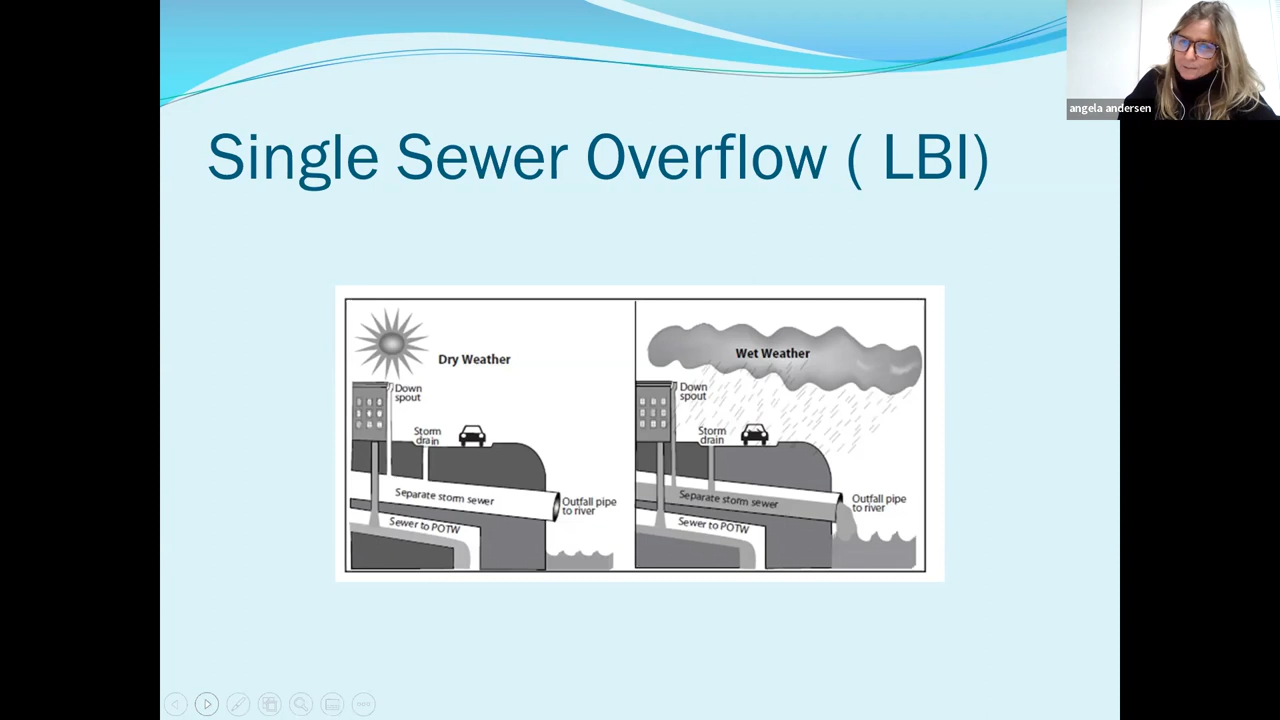 angela andersen
Single Sewer Overflow ( LBI)
Dry Weather
Down
spout
Storm
drain
Separate storm sewer
Outfall pipe
to river
Sewer to POTW
Wet Weather
Down
spout
Storm
drain
Separate storm sewer
Outfall pipe
to river
Sewer to POTW